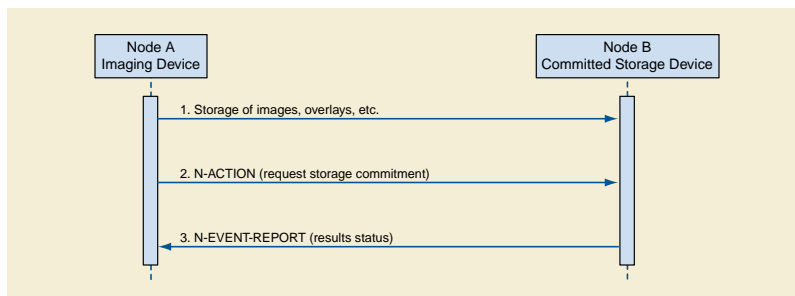 Node A
Imaging Device
Node B
Committed Storage Device
1. Storage of images, overlays, etc.
2. N-ACTION (request storage commitment)
3. N-EVENT-REPORT (results status)